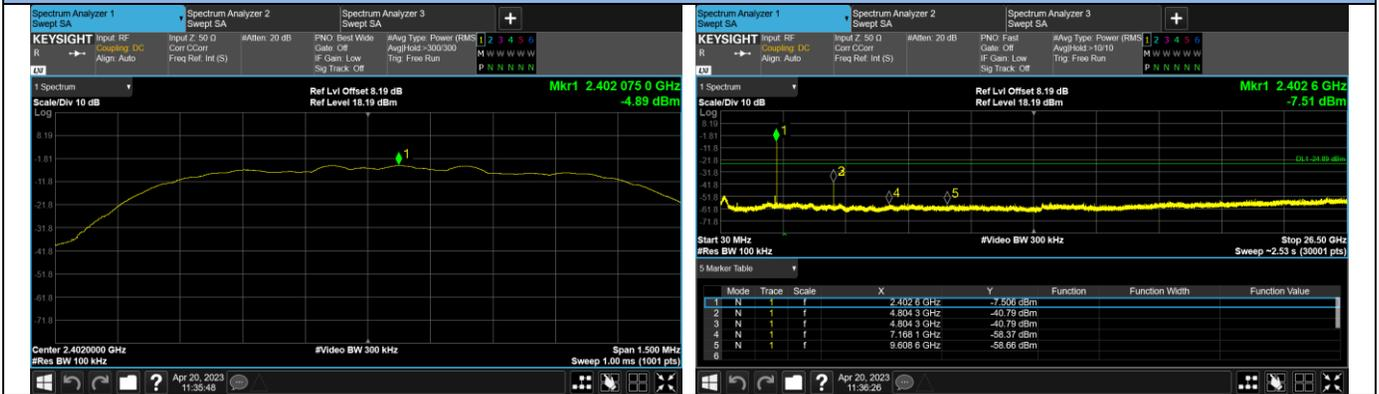 Spectrum Analyzer 1
Swept SA
Spectrum Analyzer 2
Swept SA
Spectrum Analyzer 3
Swept SA
+
KEYSIGHT
R
LXI
Input: RF
Coupling: DC
Align: Auto
Input Z: 50 Ω
Corr CCorr
Freq Ref: Int (S)
#Atten: 20 dB
PNO: Best Wide
Gate: Off
IF Gain: Low
Sig Track: Off
#Avg Type: Power (RMS
Avg|Hold:>300/300
Trig: Free Run
1 2 3 4 5 6
M W W W W W
P N N N N N
1 Spectrum
Scale/Div 10 dB
Log
Ref Lvl Offset 8.19 dB
Ref Level 18.19 dBm
Mkr1 2.402 075 0 GHz
-4.89 dBm
8.19
-1.81
-11.8
-21.8
-31.8
-41.8
-51.8
-61.8
-71.8
1
Center 2.4020000 GHz
#Res BW 100 kHz
#Video BW 300 kHz
Span 1.500 MHz
Sweep 1.00 ms (1001 pts)
Apr 20, 2023
11:35:48
Spectrum Analyzer 1
Swept SA
Spectrum Analyzer 2
Swept SA
Spectrum Analyzer 3
Swept SA
+
KEYSIGHT
R
LXI
Input: RF
Coupling: DC
Align: Auto
Input Z: 50 Ω
Corr CCorr
Freq Ref: Int (S)
#Atten: 20 dB
PNO: Fast
Gate: Off
IF Gain: Low
Sig Track: Off
#Avg Type: Power (RMS
Avg|Hold:>10/10
Trig: Free Run
1 2 3 4 5 6
M W W W W W
P N N N N N
1 Spectrum
Scale/Div 10 dB
Log
Ref Lvl Offset 8.19 dB
Ref Level 18.19 dBm
Mkr1 2.402 6 GHz
-7.51 dBm
8.19
-1.81
-11.8
-21.8
-31.8
-41.8
-51.8
-61.8
-71.8
1
4
5
DL1 -24.89 dBm
Start 30 MHz
#Res BW 100 kHz
#Video BW 300 kHz
Stop 26.50 GHz
Sweep ~2.53 s (30001 pts)
5 Marker Table
Mode Trace Scale X Y Function Function Width Function Value
1 N 1 f 2.402 6 GHz -7.506 dBm
2 N 1 f 4.804 3 GHz -40.79 dBm
3 N 1 f 4.804 3 GHz -40.79 dBm
4 N 1 f 7.168 1 GHz -58.37 dBm
5 N 1 f 9.608 6 GHz -58.66 dBm
6
Apr 20, 2023
11:36:26